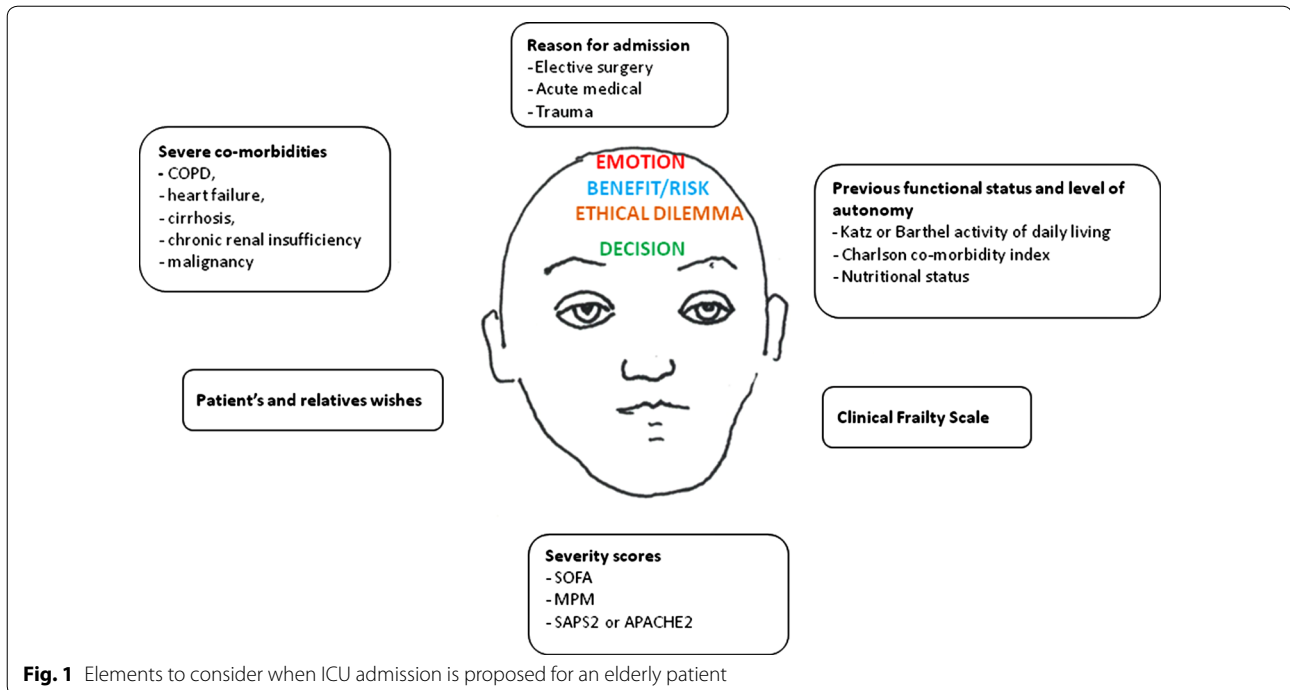 Reason for admission
-Elective surgery
-Acute medical
-Trauma
Severe co-morbidities
- COPD,
- heart failure,
- cirrhosis,
- chronic renal insufficiency
- malignancy
EMOTION
BENEFIT/RISK
ETHICAL DILEMMA
DECISION
Previous functional status and level of
autonomy
-Katz or Barthel activity of daily living
-Charlson co-morbidity index
-Nutritional status
Patient's and relatives wishes
Clinical Frailty Scale
Severity scores
-SOFA
-MPM
-SAPS2 or APACHE2
Fig. 1 Elements to consider when ICU admission is proposed for an elderly patient